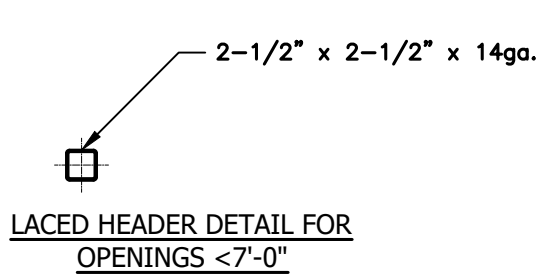 2-1/2" x 2-1/2" x 14ga.
LACED HEADER DETAIL FOR
OPENINGS <7'-0"